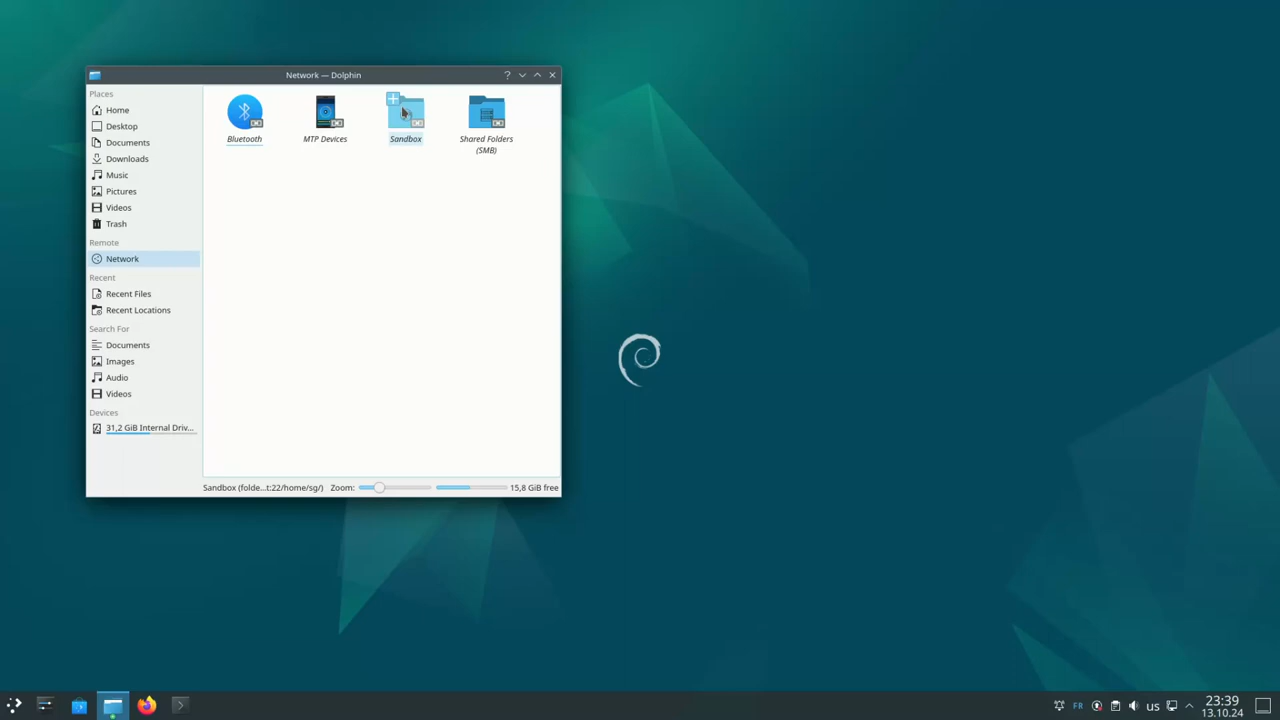 Network — Dolphin
Places
Home
Desktop
Documents
Downloads
Music
Pictures
Videos
Trash
Remote
Network
Recent
Recent Files
Recent Locations
Search For
Documents
Images
Audio
Videos
Devices
31,2 GiB Internal Driv...
Bluetooth
MTP Devices
Sandbox
Shared Folders
(SMB)
Sandbox (folde...t:22/home/sg/)
Zoom:
15,8 GiB free
FR
us
23:39
13.10.24